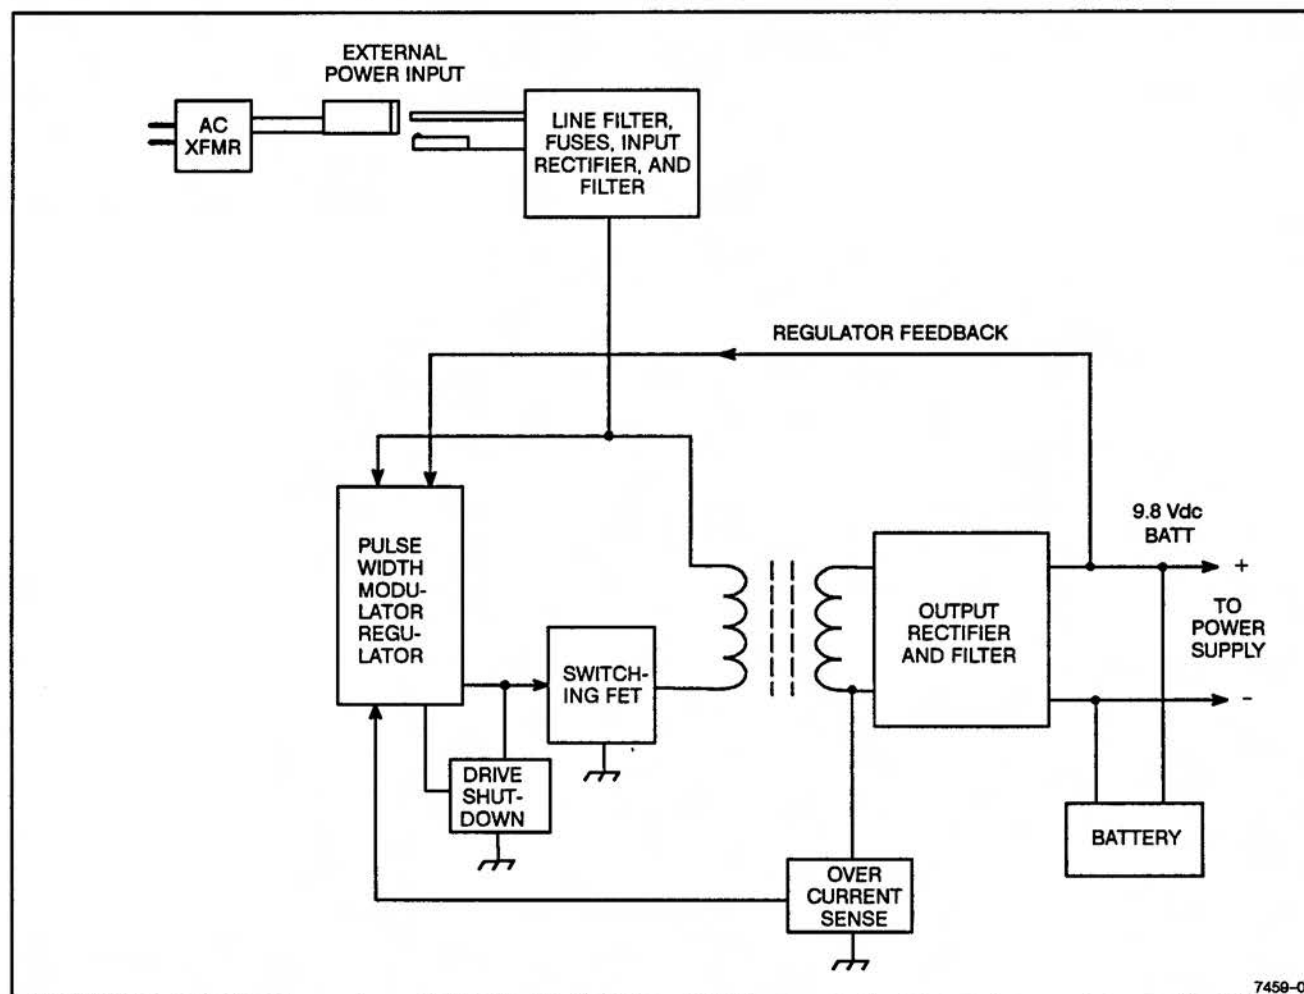 EXTERNAL
POWER INPUT
AC
XFMR
LINE FILTER,
FUSES, INPUT
RECTIFIER, AND
FILTER
REGULATOR FEEDBACK
PULSE
WIDTH
MODU-
LATOR
REGU-
LATOR
SWITCH-
ING FET
DRIVE
SHUT-
DOWN
OUTPUT
RECTIFIER
AND FILTER
9.8 Vdc
BATT
+
TO
POWER
SUPPLY
-
BATTERY
OVER
CURRENT
SENSE
7459-0